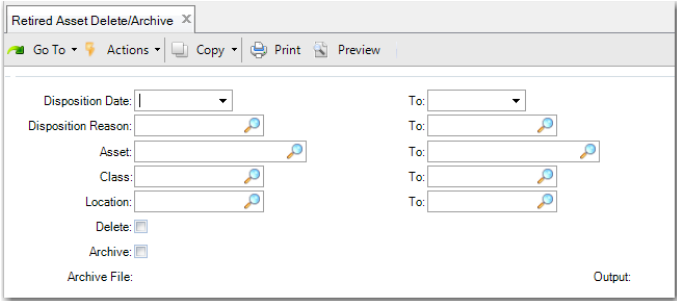 Retired Asset Delete/Archive
Go To Actions Copy Print Preview
Disposition Date: To:
Disposition Reason: To:
Asset: To:
Class: To:
Location: To:
Delete:
Archive:
Archive File: Output: